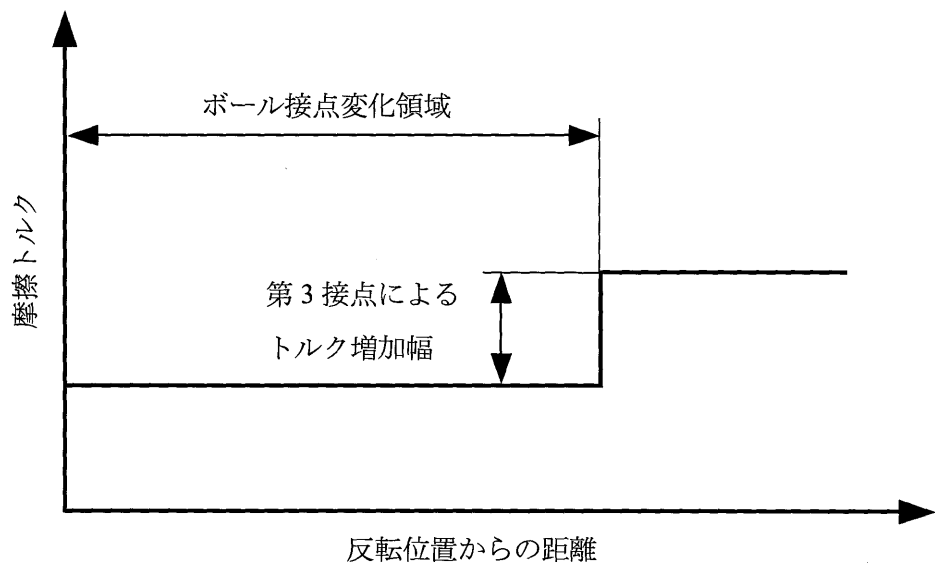 ボール接点変化領域
摩擦トルク
第3接点による
トルク増加幅
反転位置からの距離